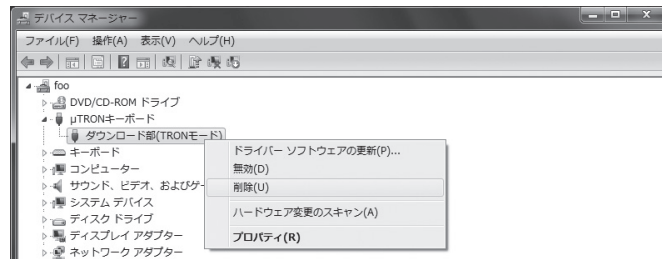 デバイス マネージャー
ファイル(F) 操作(A) 表示(V) ヘルプ(H)
foo
DVD/CD-ROM ドライブ
μTRONキーボード
ダウンロード部(TRONモード)
キーボード
コンピューター
サウンド、ビデオ、およびゲー
システム デバイス
ディスク ドライブ
ディスプレイ アダプター
ネットワーク アダプター
ドライバー ソフトウェアの更新(P)...
無効(D)
削除(U)
ハードウェア変更のスキャン(A)
プロパティ(R)